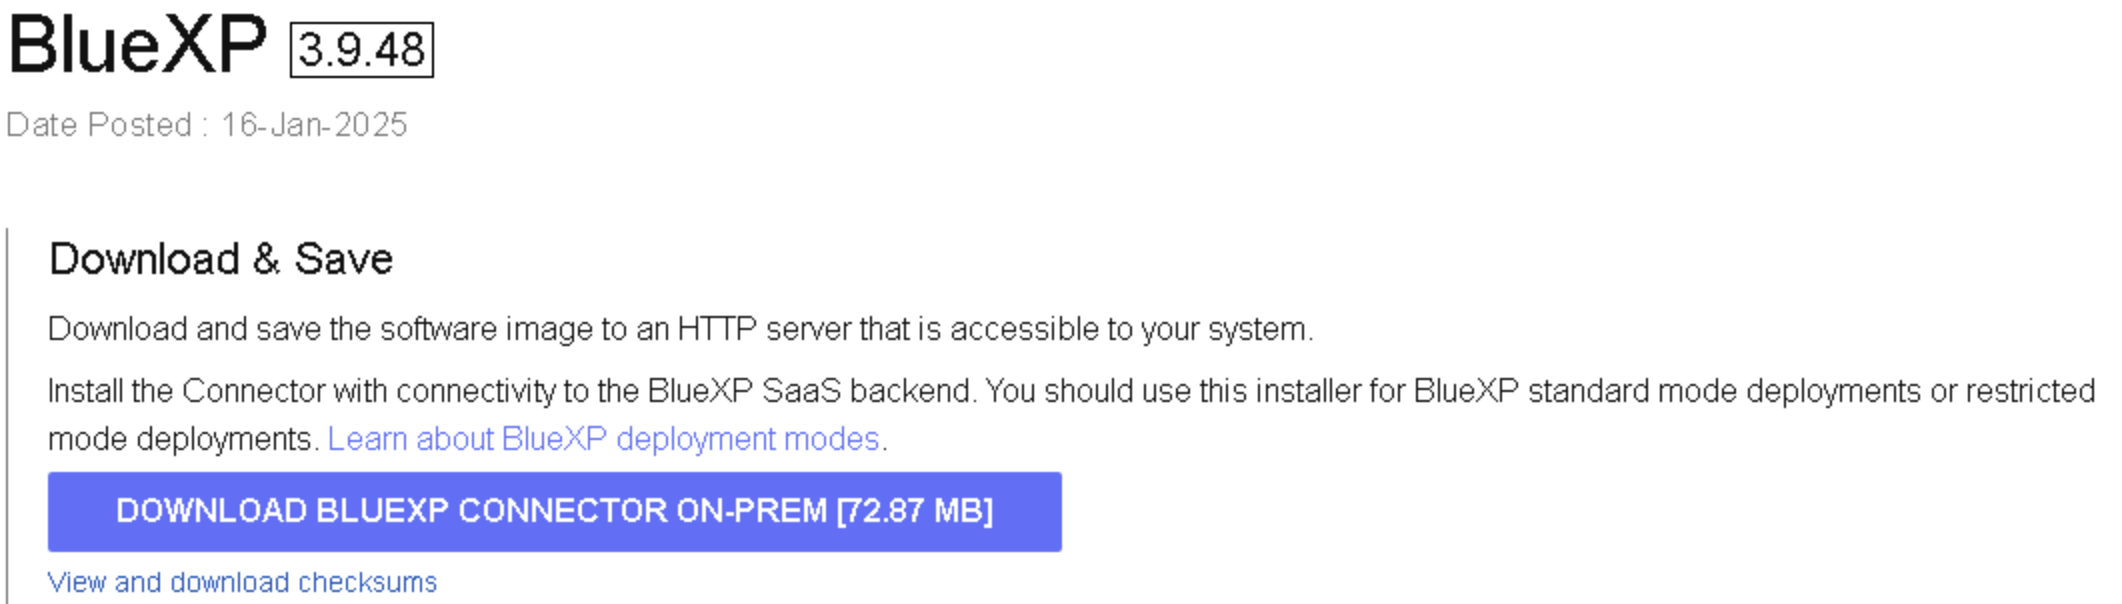 BlueXP 3.9.48
Date Posted : 16-Jan-2025
Download & Save
Download and save the software image to an HTTP server that is accessible to your system.
Install the Connector with connectivity to the BlueXP SaaS backend. You should use this installer for BlueXP standard mode deployments or restricted
mode deployments. Learn about BlueXP deployment modes.
DOWNLOAD BLUEXP CONNECTOR ON-PREM [72.87 MB]
View and download checksums